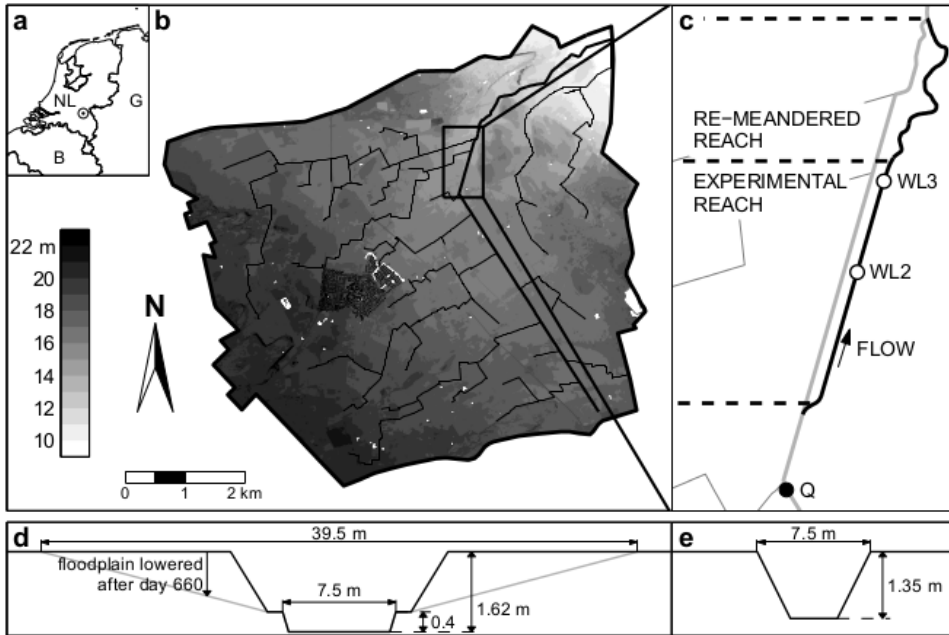 a
NL
G
B
b
22 m
20
18
16
14
12
10
N
0 1 2 km
c
RE-MEANDERED
REACH
EXPERIMENTAL
REACH
WL3
WL2
FLOW
Q
d
39.5 m
floodplain lowered
after day 660
7.5 m
1.62 m
0.4
e
7.5 m
1.35 m